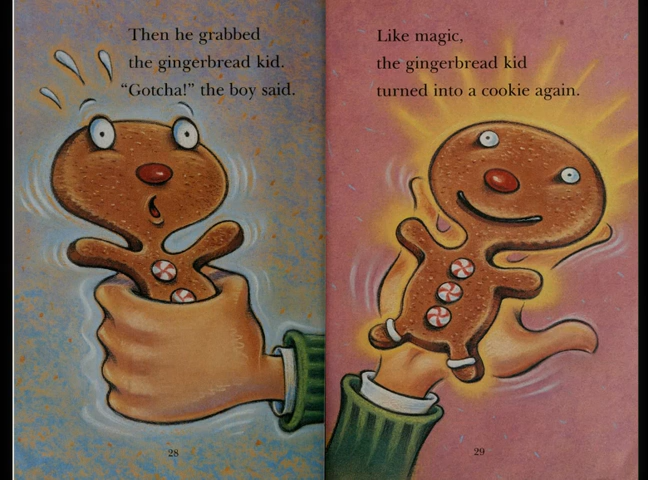 Then he grabbed
the gingerbread kid.
“Gotcha!” the boy said.
28
Like magic,
the gingerbread kid
turned into a cookie again.
29